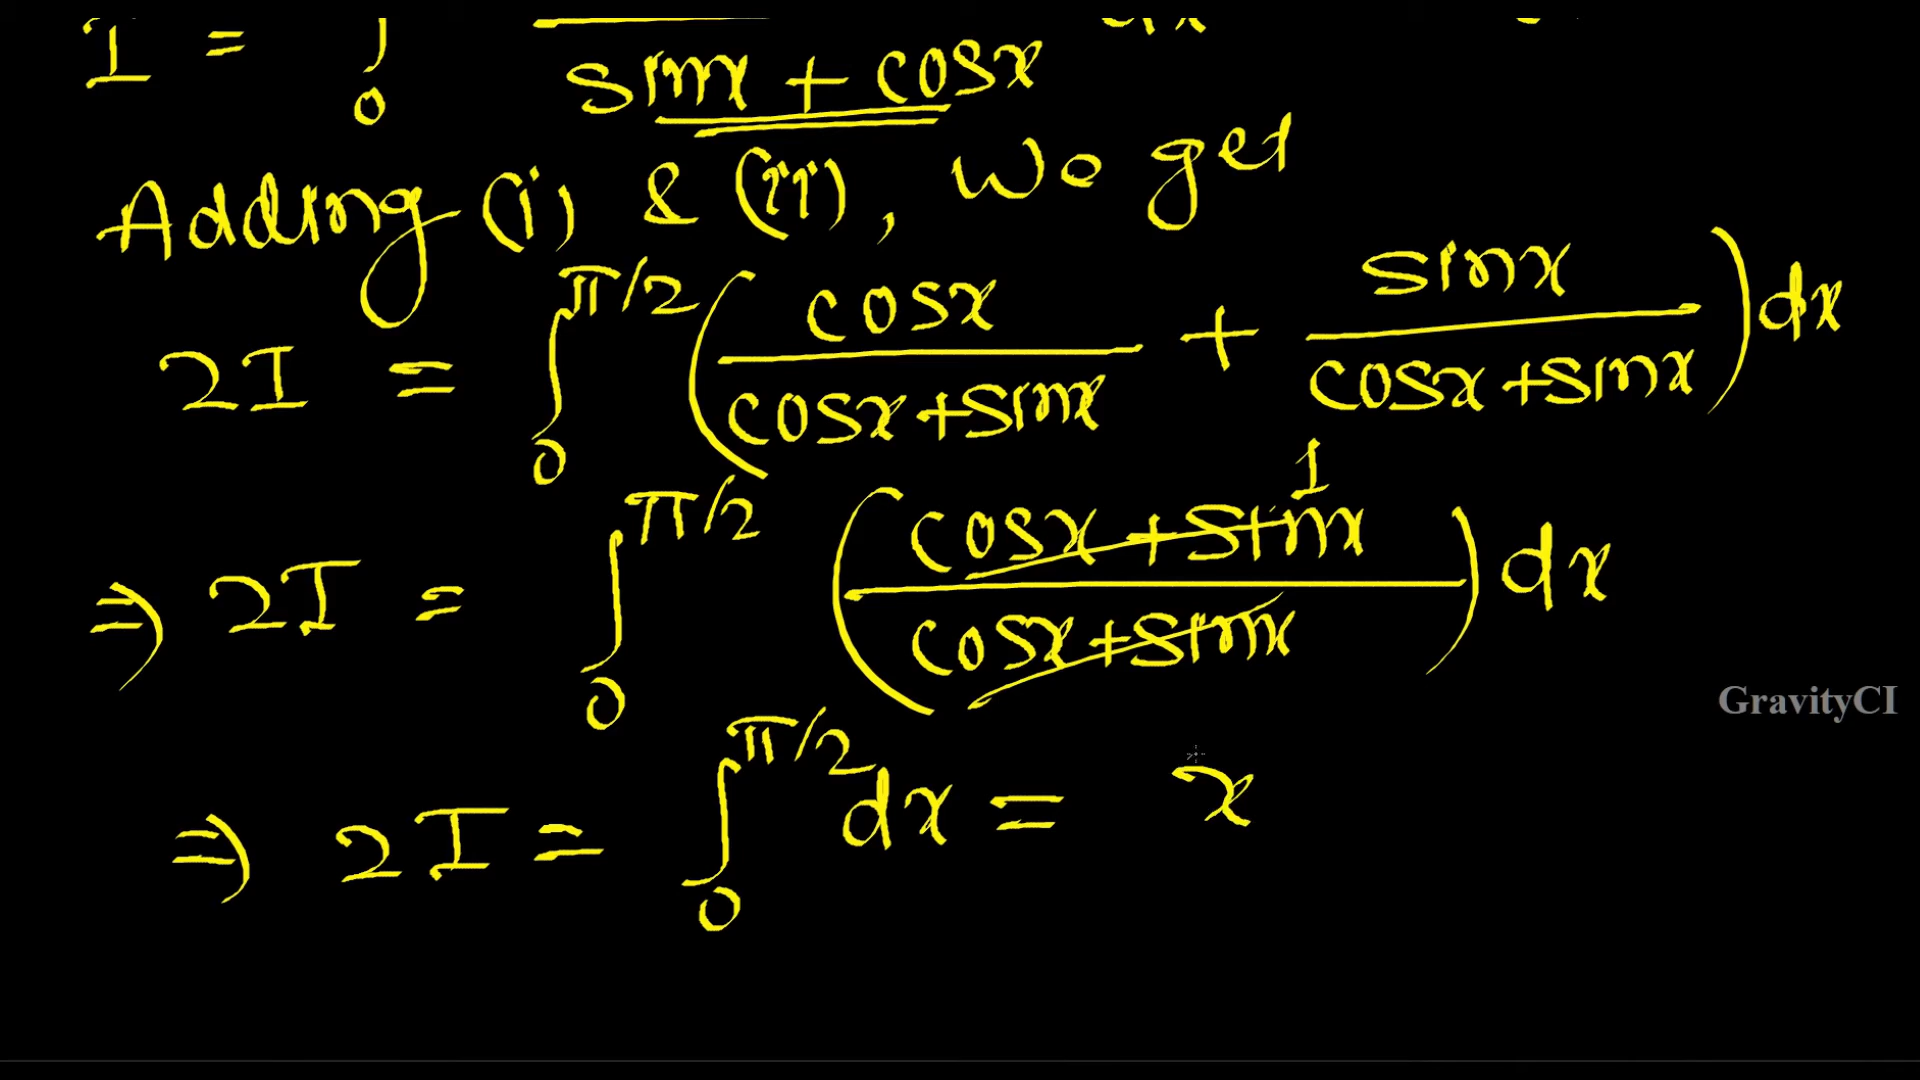 I = ∫₀ / sinx + cosx dx
Adding (i) & (ii), We get
2I = ∫₀^π/2 (cosx/cosx+sinx + sinx/cosx+sinx) dx
⇒ 2I = ∫₀^π/2 (cosx+sinx/cosx+sinx) dx 1
⇒ 2I = ∫₀^π/2 dx = x
GravityCI